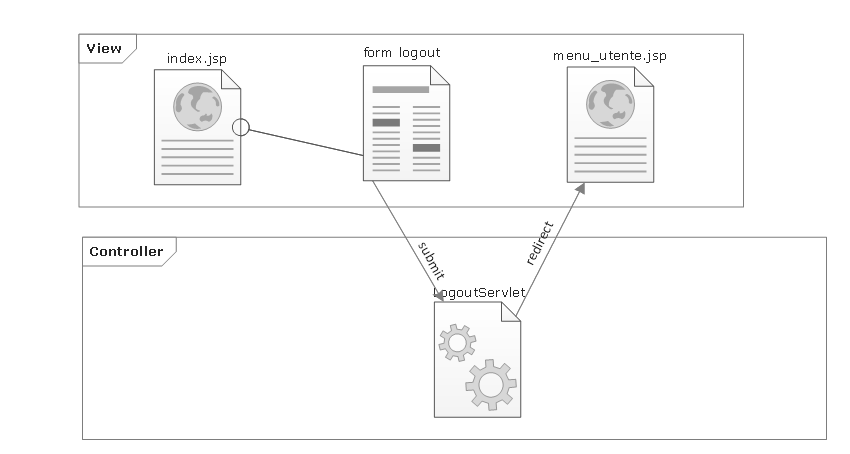 View
index.jsp
form logout
menu_utente.jsp
submit
redirect
Controller
LogoutServlet